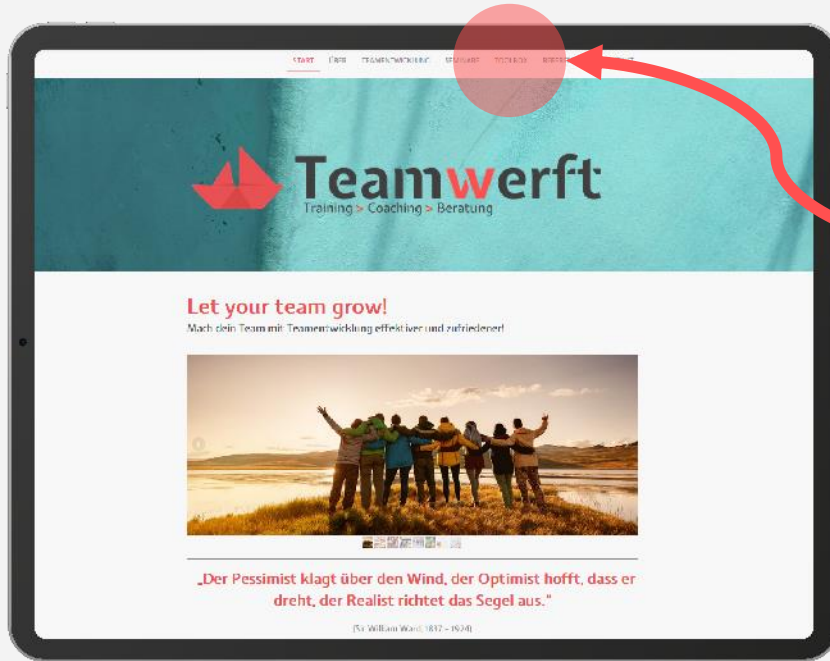 START ÜBER TEAMENTWICKLUNG SEMINARE TOOLBOX
Teamwerft
Training > Coaching > Beratung
Let your team grow!
Mach dein Team mit Teamentwicklung effektiver und zufriedener!
„Der Pessimist klagt über den Wind, der Optimist hofft, dass er
dreht, der Realist richtet das Segel aus.“
(Sir William Ward, 1837 – 1924)